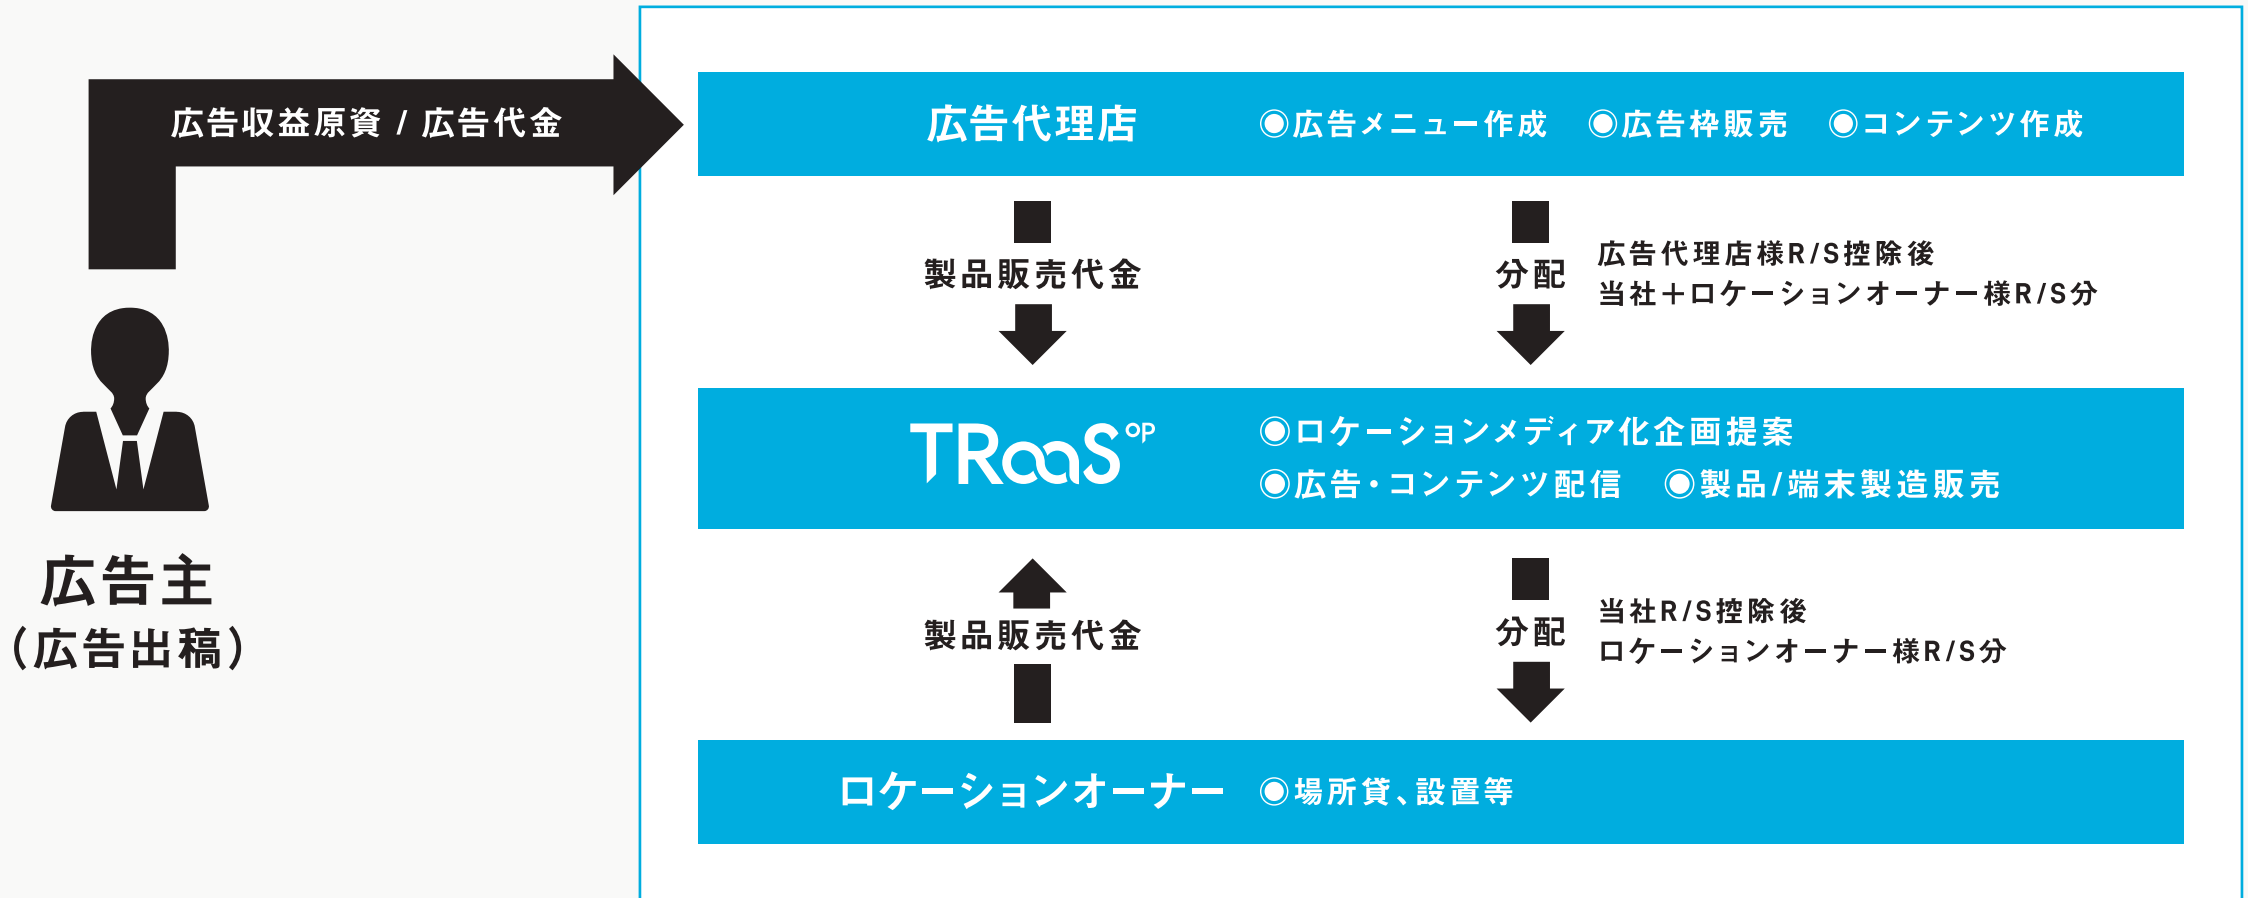 広告収益原資 / 広告代金
広告主
（広告出稿）
広告代理店
◉広告メニュー作成 ◉広告枠販売 ◉コンテンツ作成
製品販売代金
分配
広告代理店様R/S控除後
当社＋ロケーションオーナー様R/S分
TRaaS OP
◉ロケーションメディア化企画提案
◉広告・コンテンツ配信 ◉製品/端末製造販売
製品販売代金
分配
当社R/S控除後
ロケーションオーナー様R/S分
ロケーションオーナー
◉場所貸、設置等